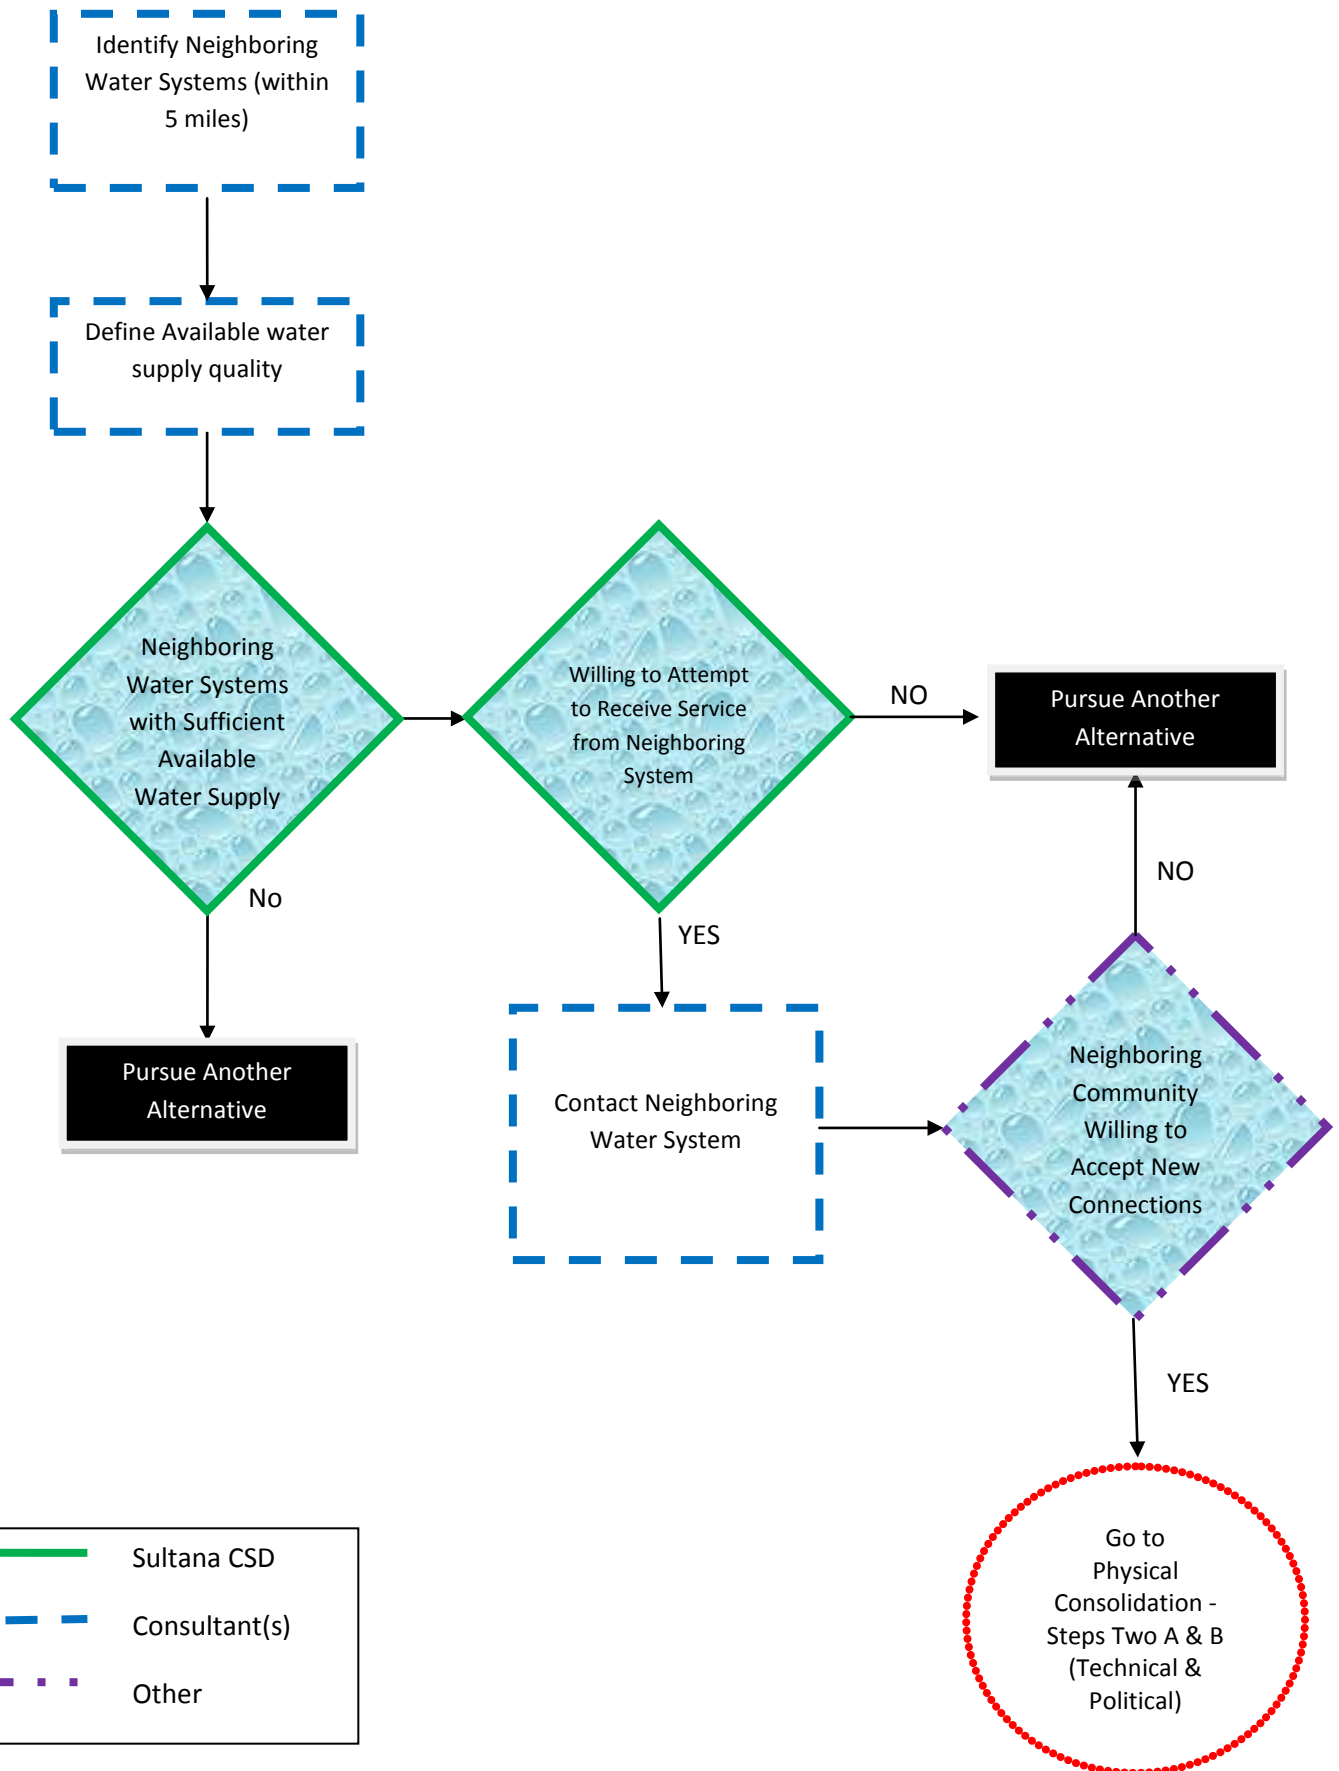 Identify Neighboring
Water Systems (within
5 miles)
Define Available water
supply quality
Neighboring
Water Systems
with Sufficient
Available
Water Supply
No
Pursue Another
Alternative
Willing to Attempt
to Receive Service
from Neighboring
System
NO
Pursue Another
Alternative
YES
Contact Neighboring
Water System
NO
Neighboring
Community
Willing to
Accept New
Connections
YES
Go to
Physical
Consolidation -
Steps Two A & B
(Technical &
Political)
Sultana CSD
Consultant(s)
Other